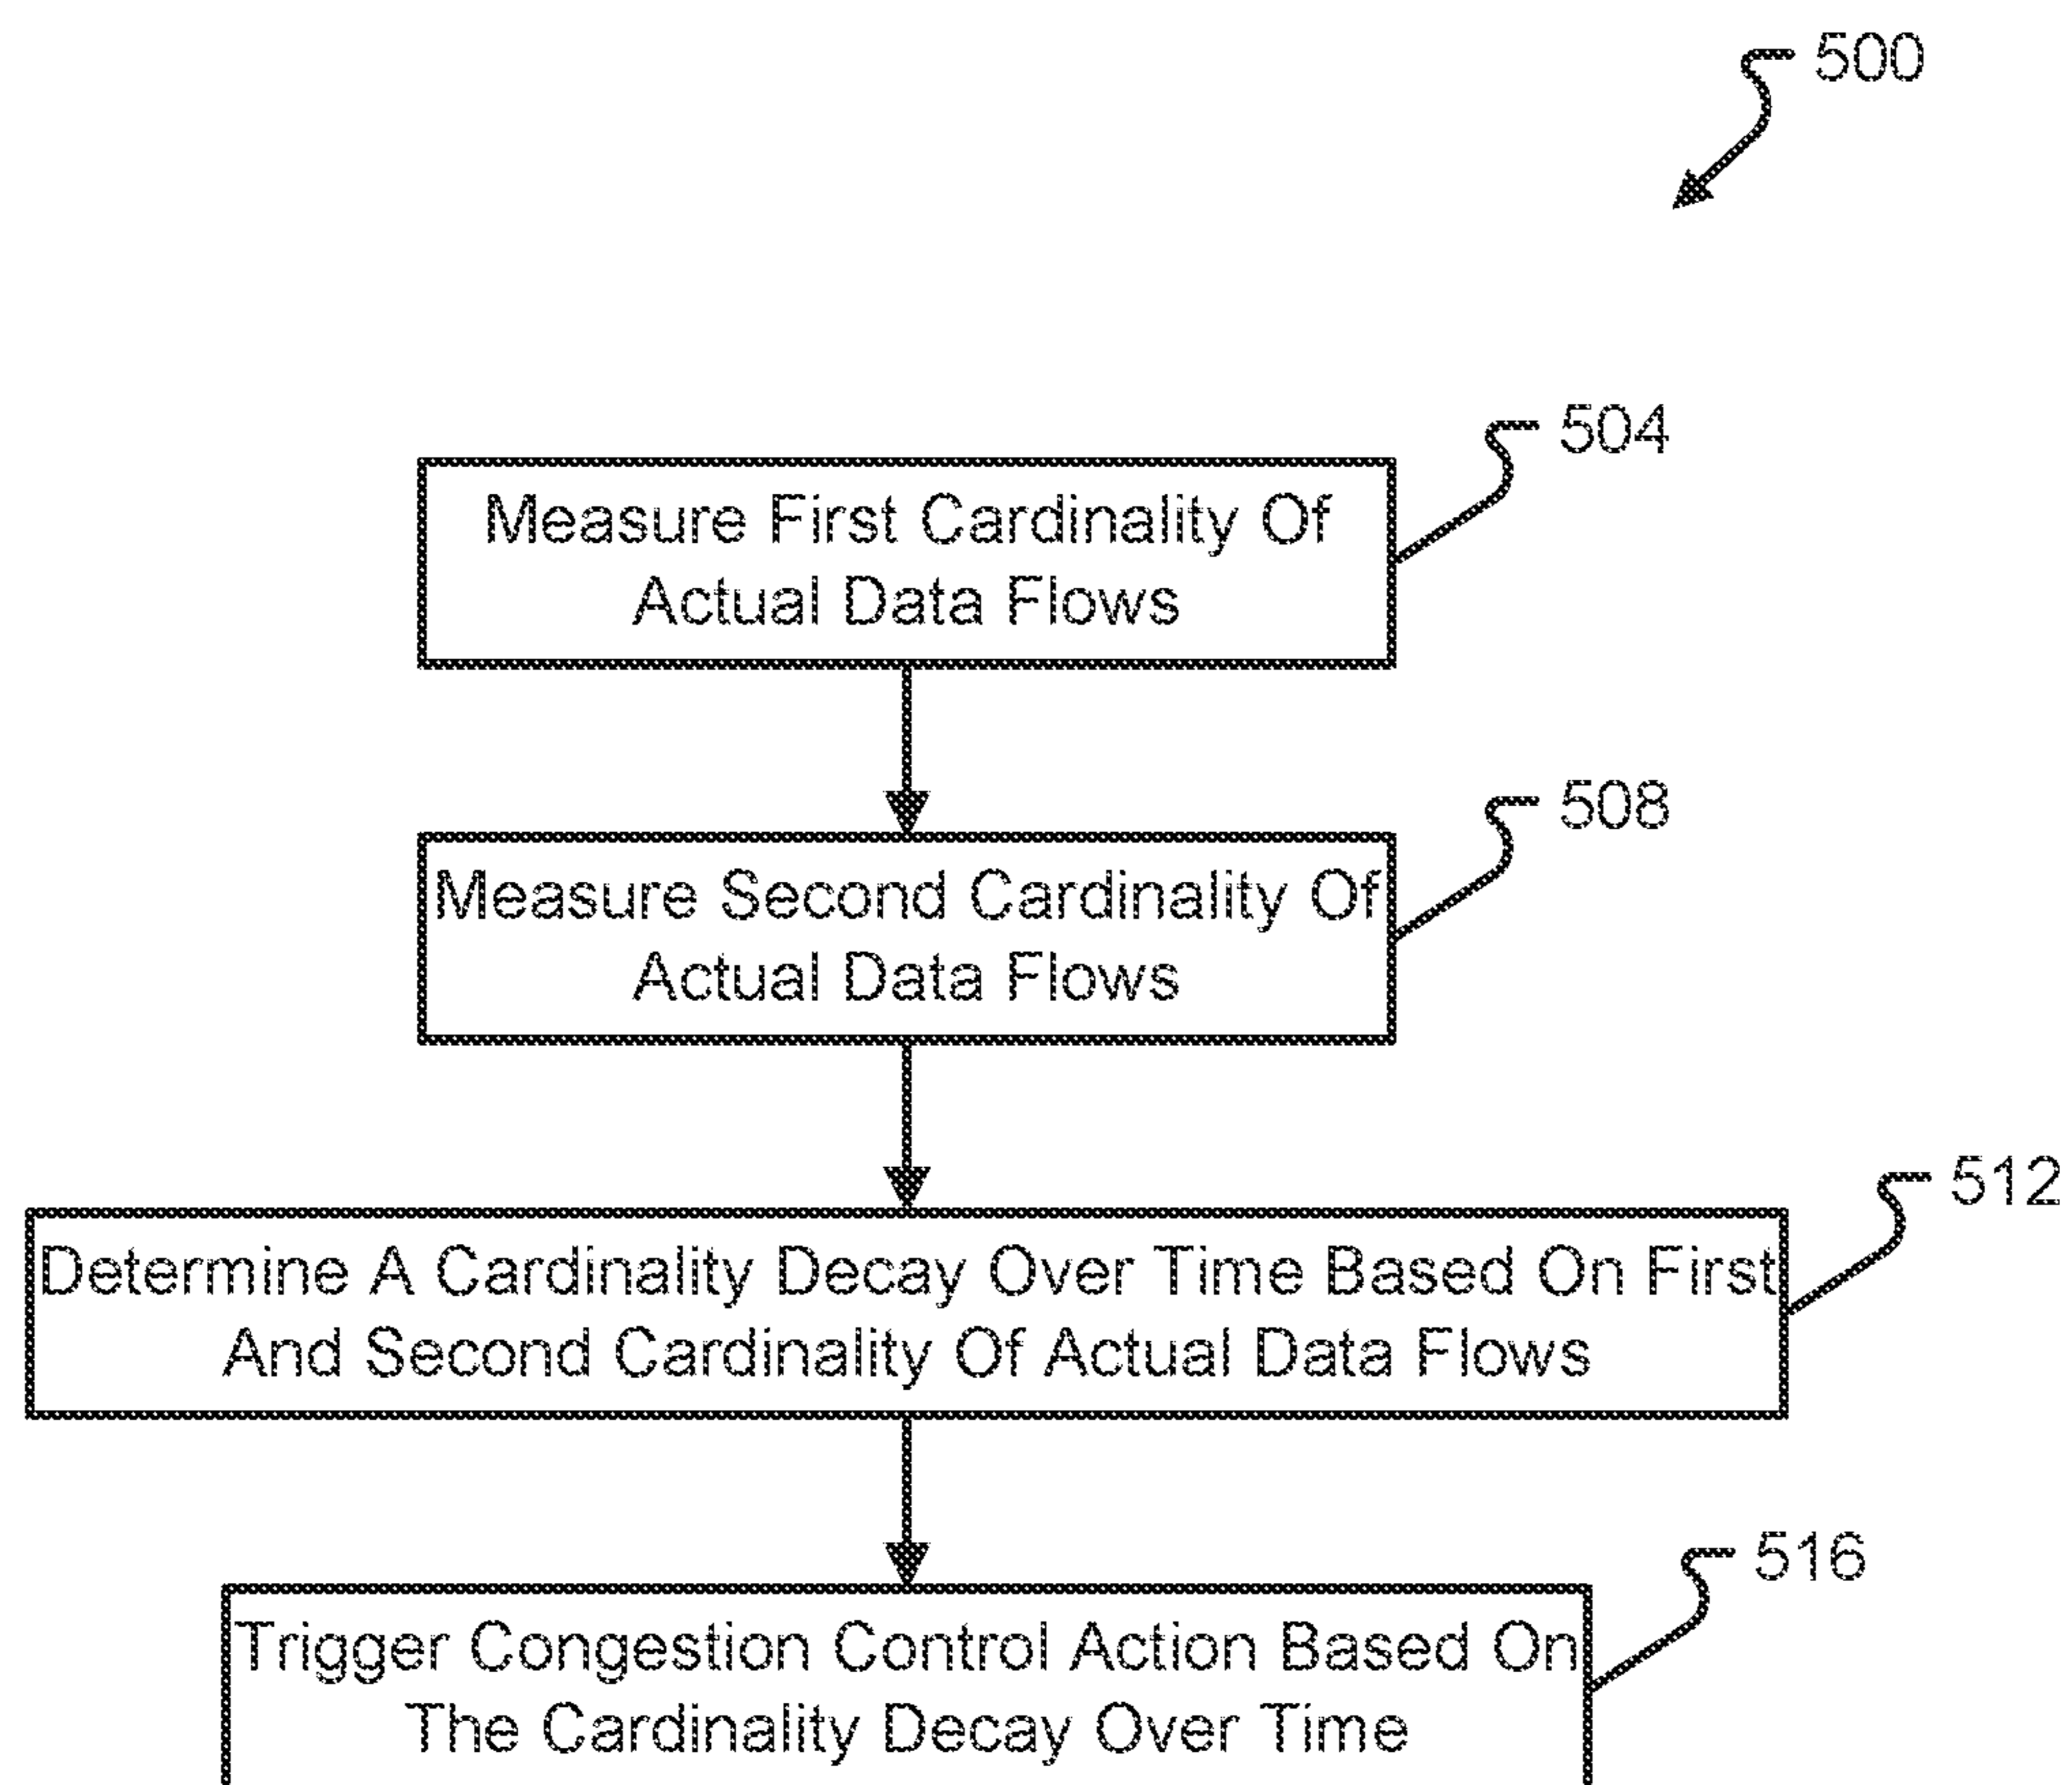 500
504
Measure First Cardinality Of
Actual Data Flows
508
Measure Second Cardinality Of
Actual Data Flows
512
Determine A Cardinality Decay Over Time Based On First
And Second Cardinality Of Actual Data Flows
516
Trigger Congestion Control Action Based On
The Cardinality Decay Over Time